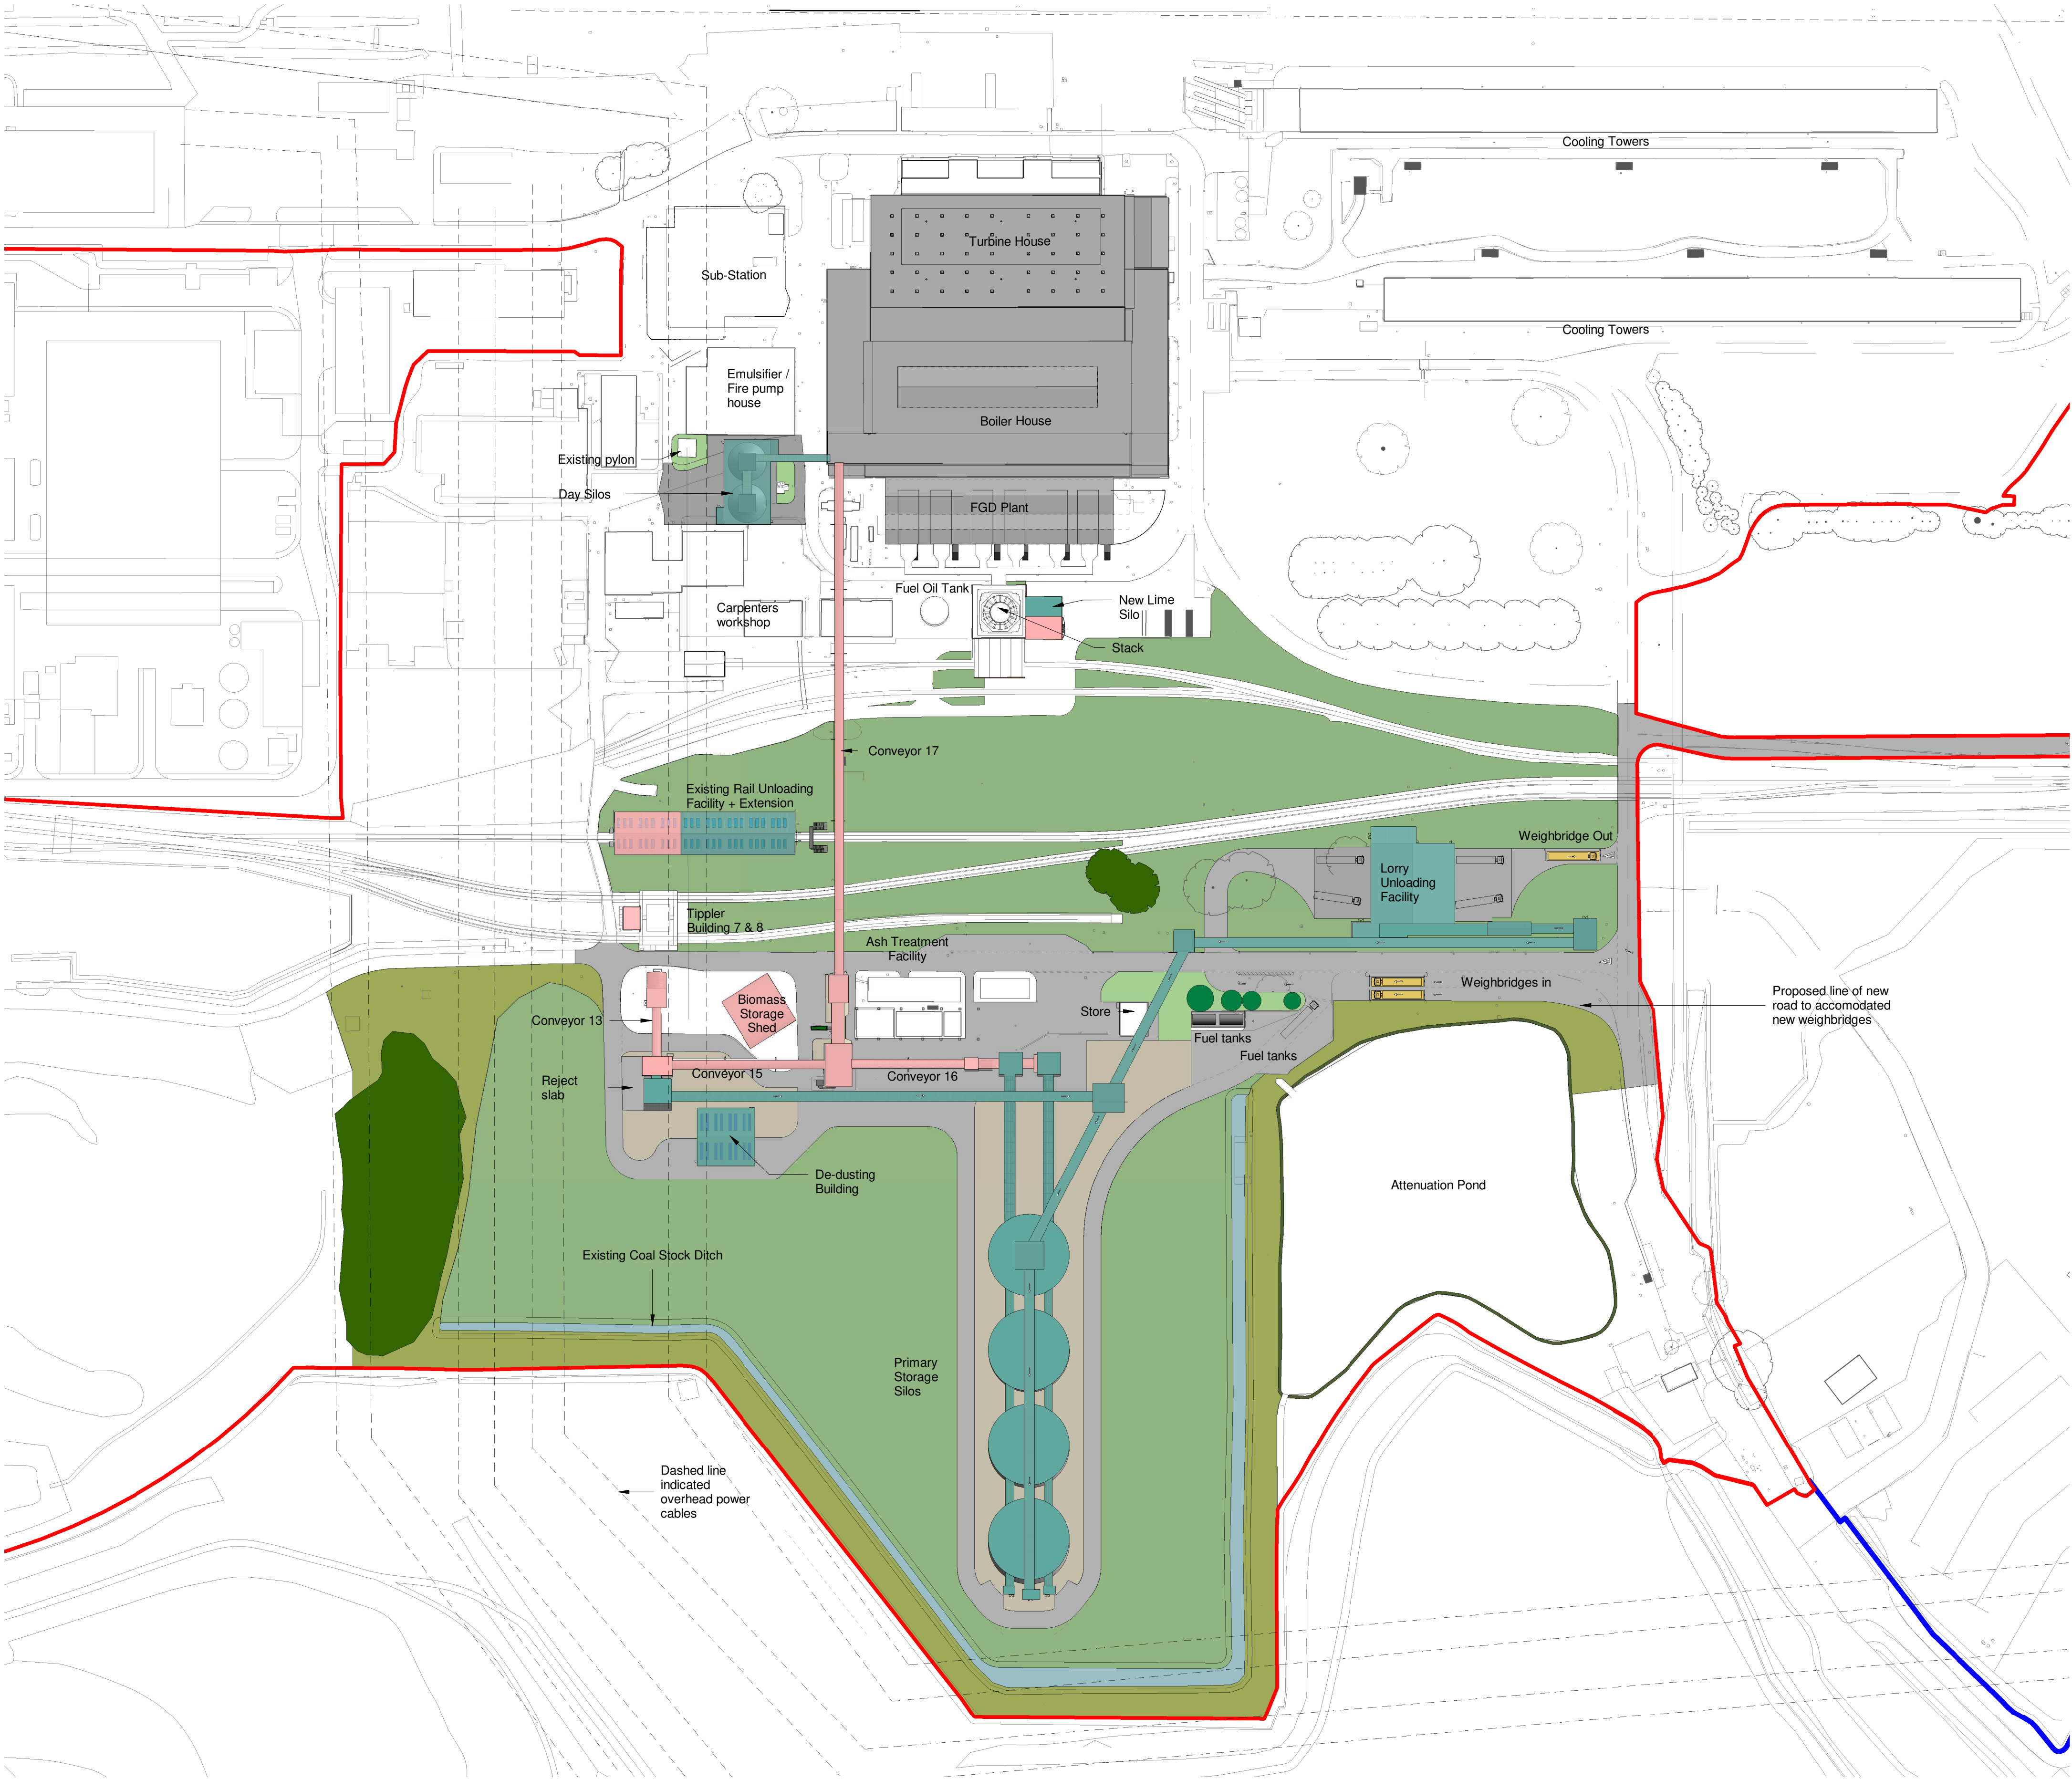 Cooling Towers
Turbine House
Sub-Station
Cooling Towers
Emulsifier /
Fire pump
house
Boiler House
Existing pylon
Day Silos
FGD Plant
Fuel Oil Tank
New Lime
Silo
Carpenters
workshop
Stack
Conveyor 17
Existing Rail Unloading
Facility + Extension
Weighbridge Out
Lorry
Unloading
Facility
Tippler
Building 7 & 8
Ash Treatment
Facility
Weighbridges in
Biomass
Storage
Shed
Proposed line of new
road to accomodated
new weighbridges
Store
Conveyor 13
Fuel tanks
Fuel tanks
Conveyor 15
Conveyor 16
Reject
slab
De-dusting
Building
Attenuation Pond
Existing Coal Stock Ditch
Primary
Storage
Silos
Dashed line
indicated
overhead power
cables